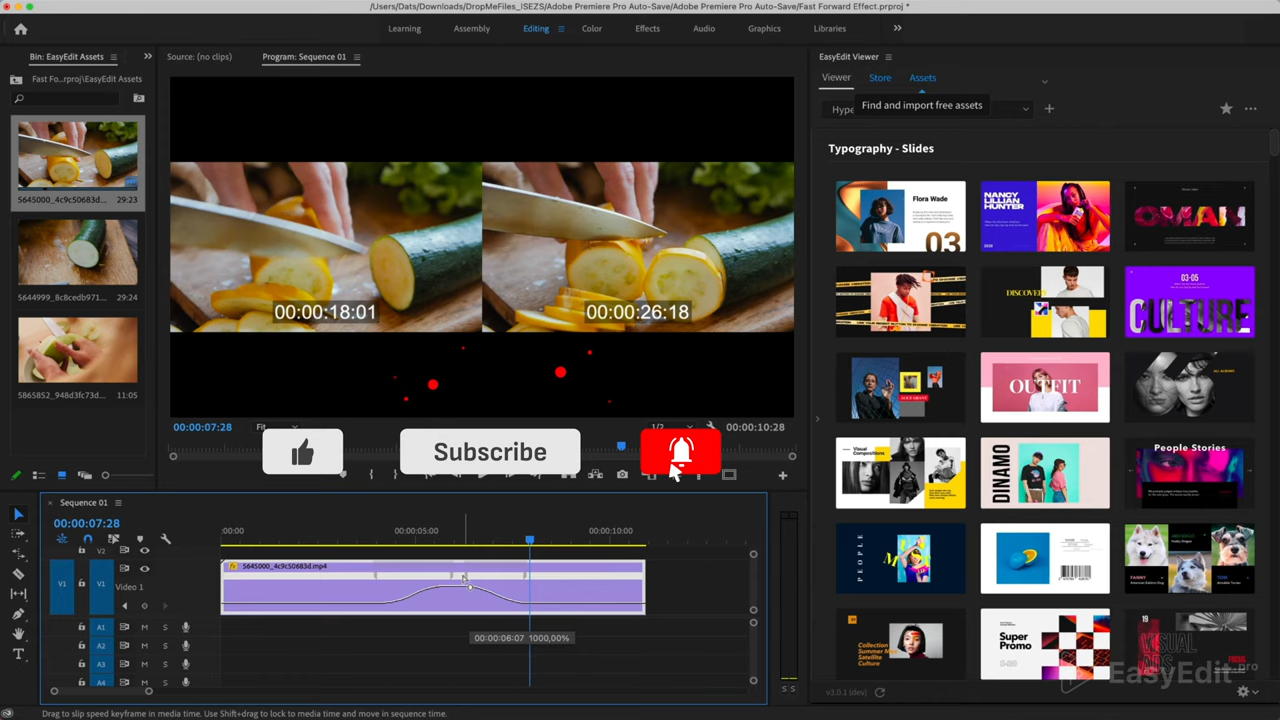 /Users/Dats/Downloads/DropMeFiles_ISEZS/Adobe Premiere Pro Auto-Save/Adobe Premiere Pro Auto-Save/Fast Forward Effect.prproj *
Learning
Assembly
Editing
Color
Effects
Audio
Graphics
Libraries
Bin: EasyEdit Assets
Source: (no clips)
Program: Sequence 01
EasyEdit Viewer
Fast Fo...rproj\EasyEdit Assets
Viewer
Store
Assets
Hype
Find and import free assets
Typography - Slides
5645000_4c9c50683d...
29:23
5644999_8c8cedb971...
29:24
5865852_948d3fc73d...
11:05
00:00:18:01
00:00:26:18
00:00:07:28
Fit
1/2
00:00:10:28
Subscribe
Flora Wade
03
NANCY
LILLIAN
HUNTER
OMAN
DISCOVER
03-05
CULTURE
OUTFIT
DINAMO
People Stories
PEOPLE
Collection
Summer
Satellite
Culture
Super
Promo
19
VISUAL
ADS
Sequence 01
00:00:07:28
:00:00
00:00:05:00
00:00:10:00
V2
V1
V1
Video 1
fx
5645000_4c9c50683d.mp4
00:00:06:07 1000,00%
A1
M
S
A2
M
S
A3
M
S
A4
M
S
S S
EasyEdit.pro
v3.0.1 (dev)
Drag to slip speed keyframe in media time. Use Shift+drag to lock to media time and move in sequence time.